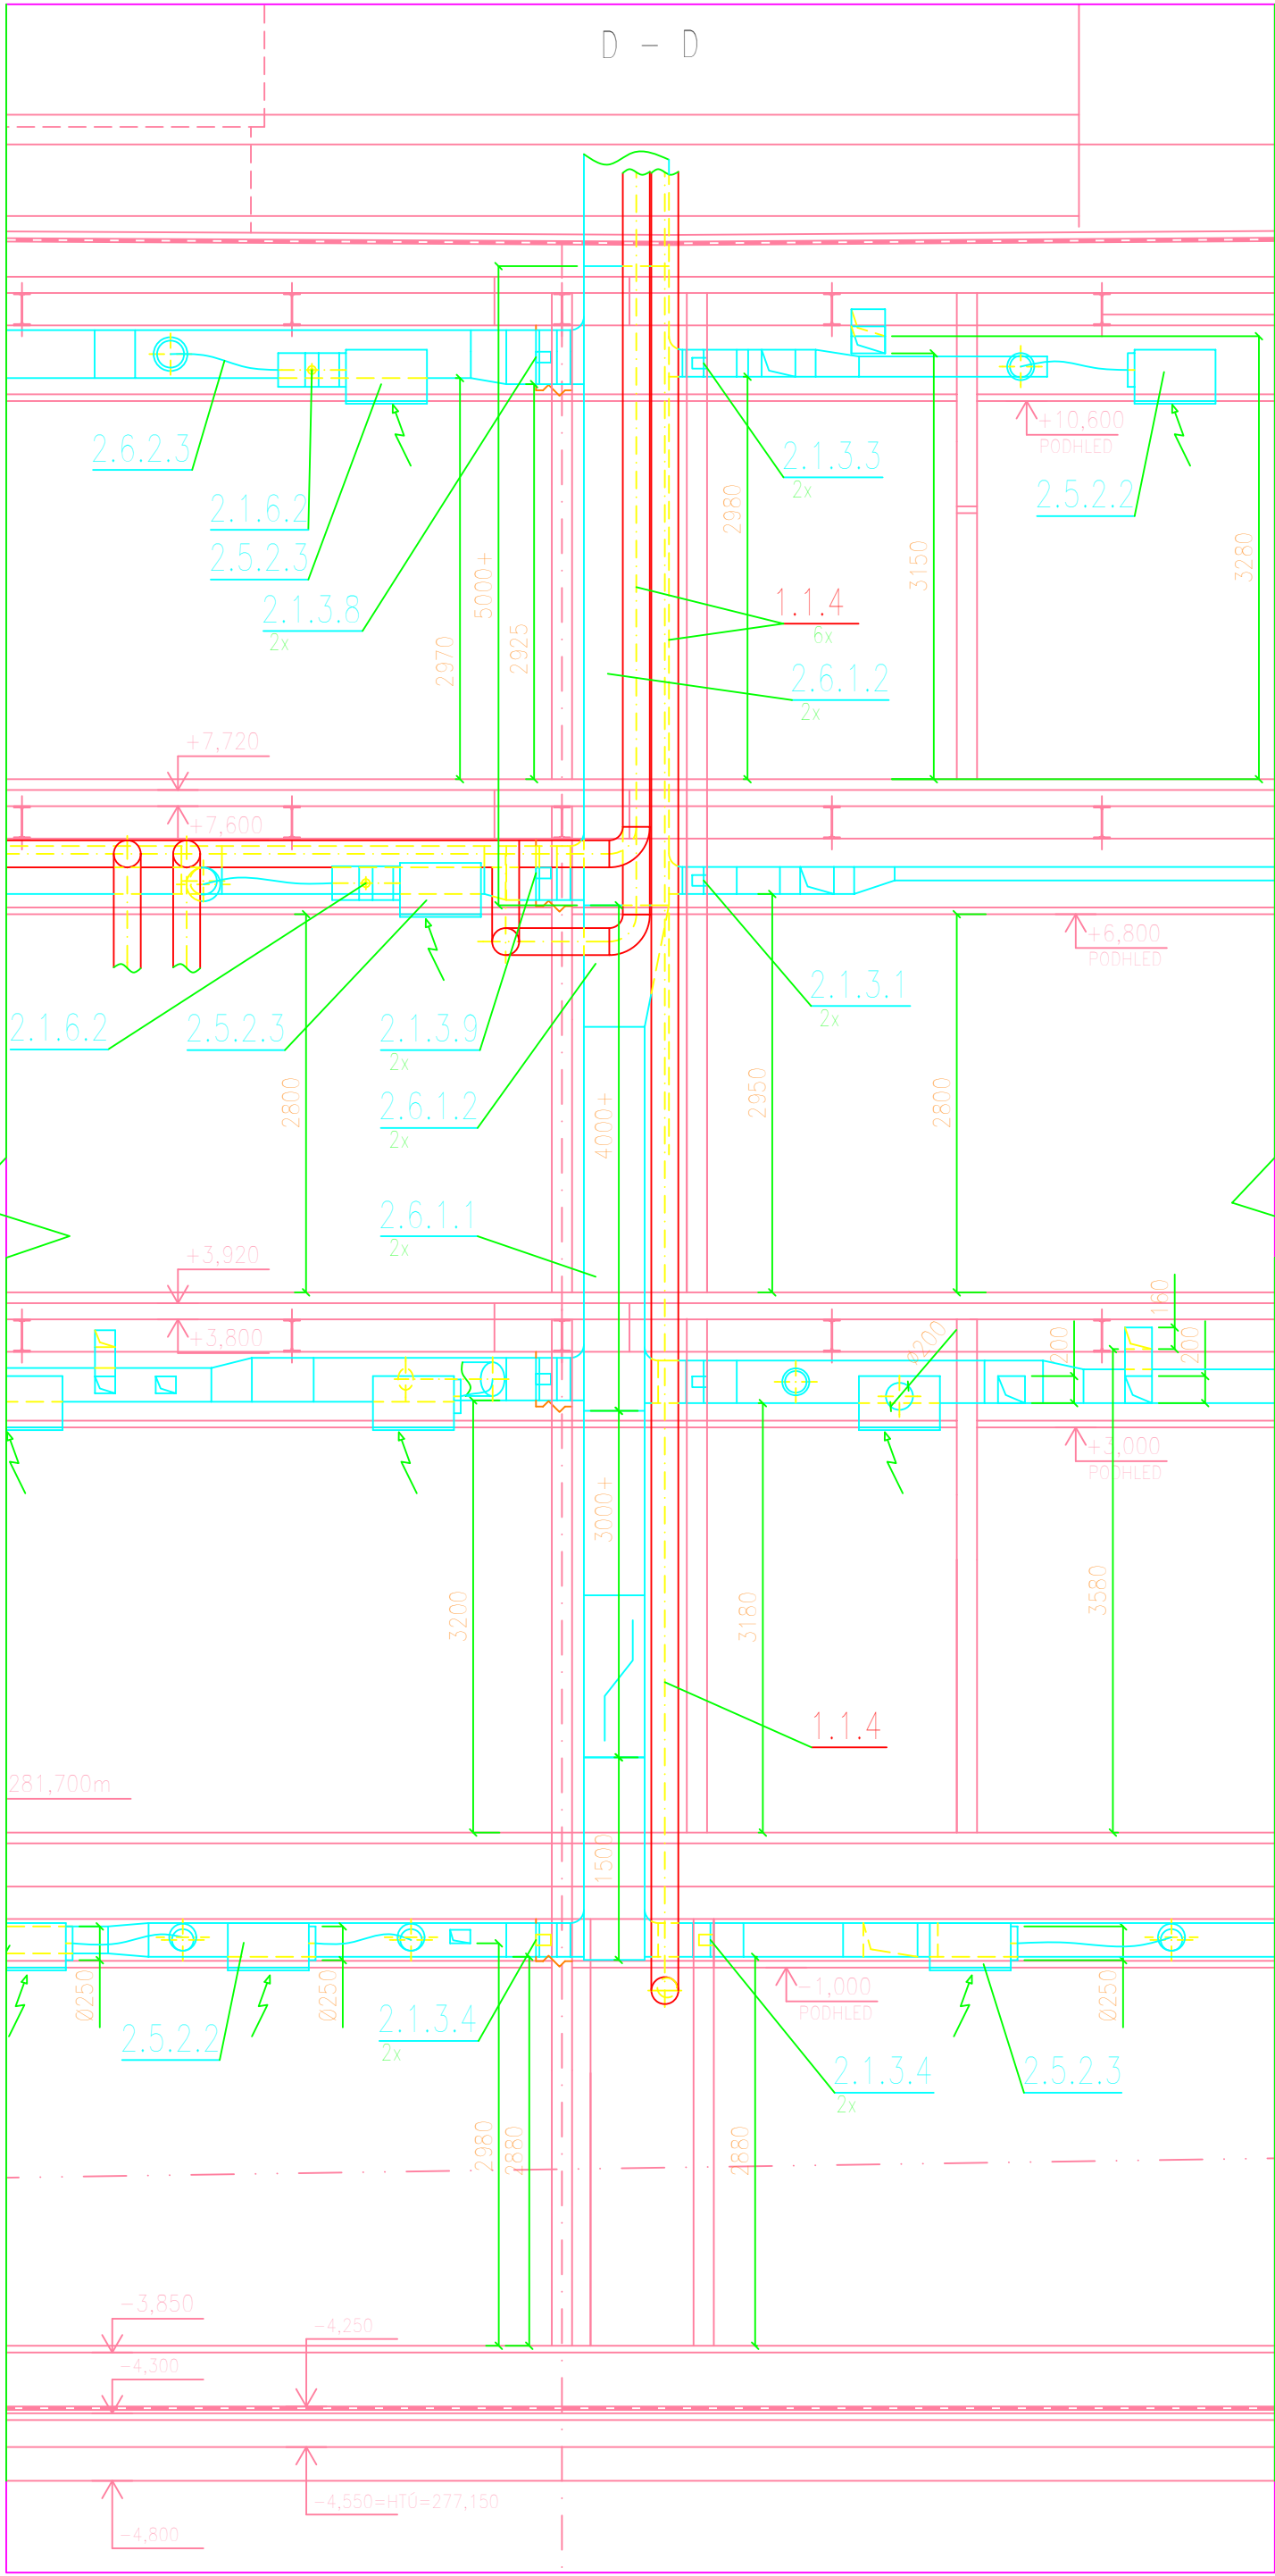 D - D
+10,600
PODHLED
2.6.2.3
2.1.3.3
2x
2.1.6.2
2.5.2.2
2980
3150
3280
2.5.2.3
5000+
2.1.3.8
2x
1.1.4
6x
2970
2925
2.6.1.2
2x
+7,720
+7,600
+6,800
PODHLED
2.1.3.1
2x
2.1.6.2
2.5.2.3
2.1.3.9
2x
2800
2.6.1.2
2x
4000+
2950
2800
2.6.1.1
2x
+3,920
+3,800
160
Ø200
200
200
+3,000
PODHLED
3000+
3200
3180
3580
1.1.4
281,700m
1500
Ø250
Ø250
-1,000
PODHLED
Ø250
2.5.2.2
2.1.3.4
2x
2.1.3.4
2x
2.5.2.3
2980
2880
2880
-3,850
-4,250
-4,300
-4,550=HTÚ=277,150
-4,800